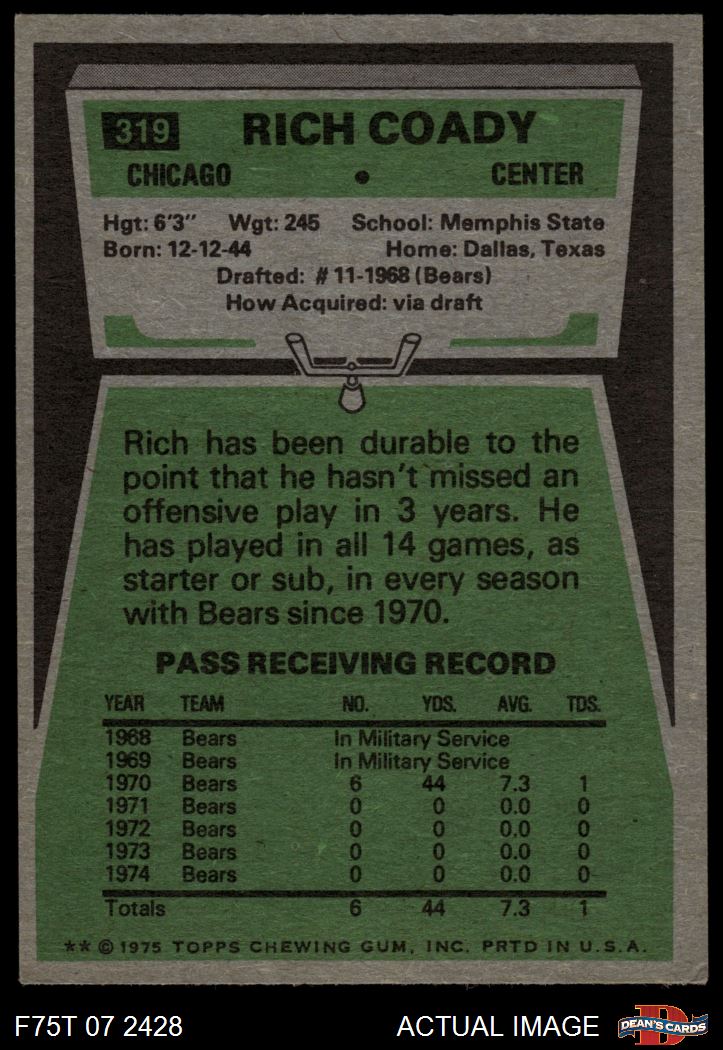 319 RICH COADY
CHICAGO • CENTER
Hgt: 6'3" Wgt: 245 School: Memphis State
Born: 12-12-44 Home: Dallas, Texas
Drafted: #11-1968 (Bears)
How Acquired: via draft
Rich has been durable to the
point that he hasn't missed an
offensive play in 3 years. He
has played in all 14 games, as
starter or sub, in every season
with Bears since 1970.
PASS RECEIVING RECORD
YEAR TEAM NO. YDS. AVG. TDS.
1968 Bears In Military Service
1969 Bears In Military Service
1970 Bears 6 44 7.3 1
1971 Bears 0 0 0.0 0
1972 Bears 0 0 0.0 0
1973 Bears 0 0 0.0 0
1974 Bears 0 0 0.0 0
Totals 6 44 7.3 1
** © 1975 TOPPS CHEWING GUM, INC. PRTD IN U.S.A.
F75T 07 2428 ACTUAL IMAGE D DEAN'S CARDS